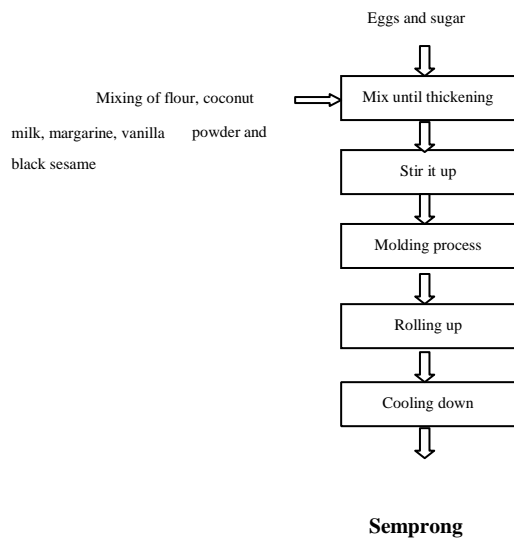 Eggs and sugar
Mixing of flour, coconut
milk, margarine, vanilla powder and
black sesame
Mix until thickening
Stir it up
Molding process
Rolling up
Cooling down
Semprong